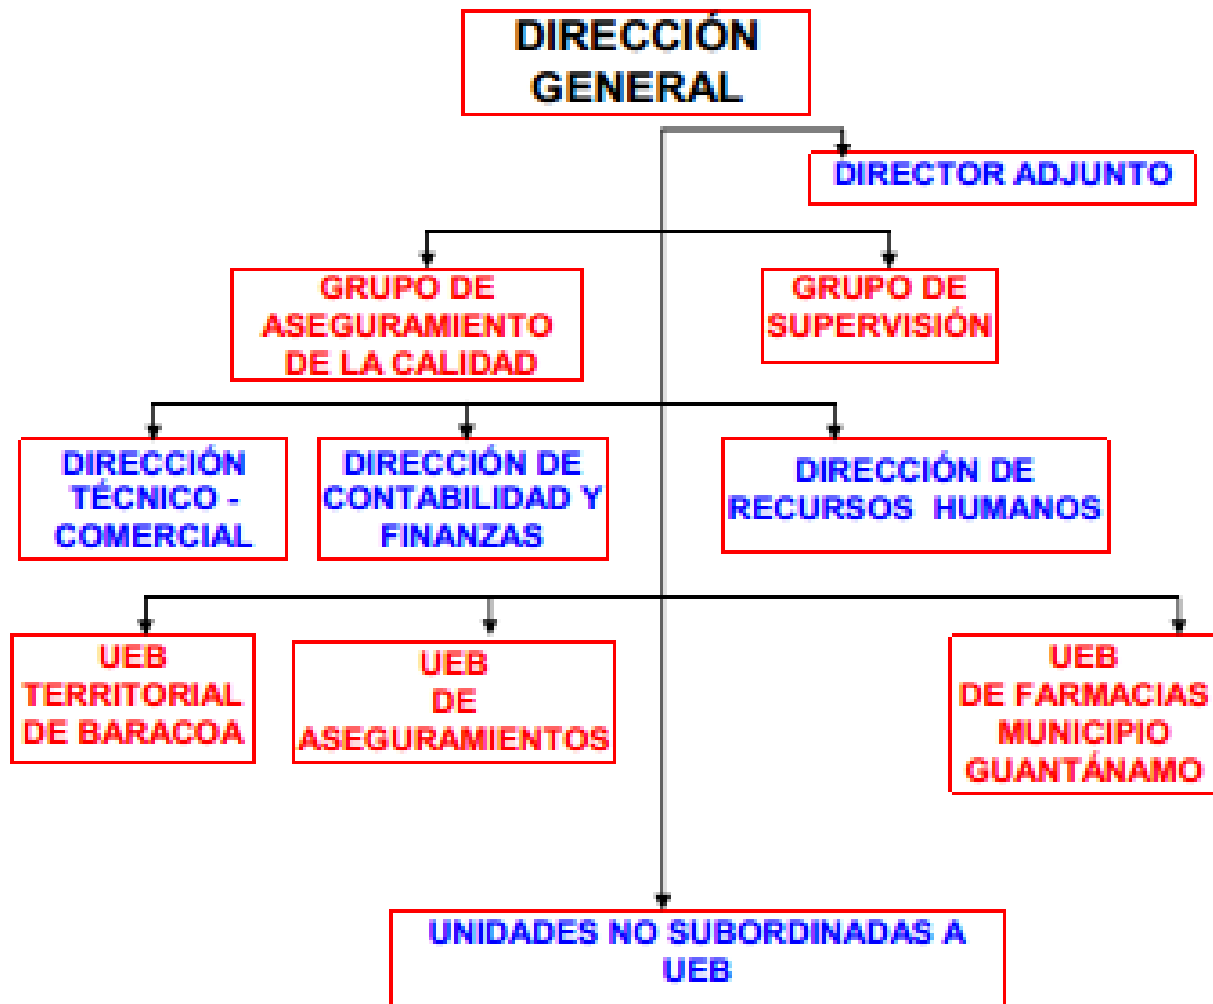 DIRECCIÓN
GENERAL
DIRECTOR ADJUNTO
GRUPO DE
ASEGURAMIENTO
DE LA CALIDAD
GRUPO DE
SUPERVISIÓN
DIRECCIÓN
TÉCNICO -
COMERCIAL
DIRECCIÓN DE
CONTABILIDAD Y
FINANZAS
DIRECCIÓN DE
RECURSOS HUMANOS
UEB
TERRITORIAL
DE BARACOA
UEB
DE
ASEGURAMIENTOS
UEB
DE FARMACIAS
MUNICIPIO
GUANTÁNAMO
UNIDADES NO SUBORDINADAS A
UEB